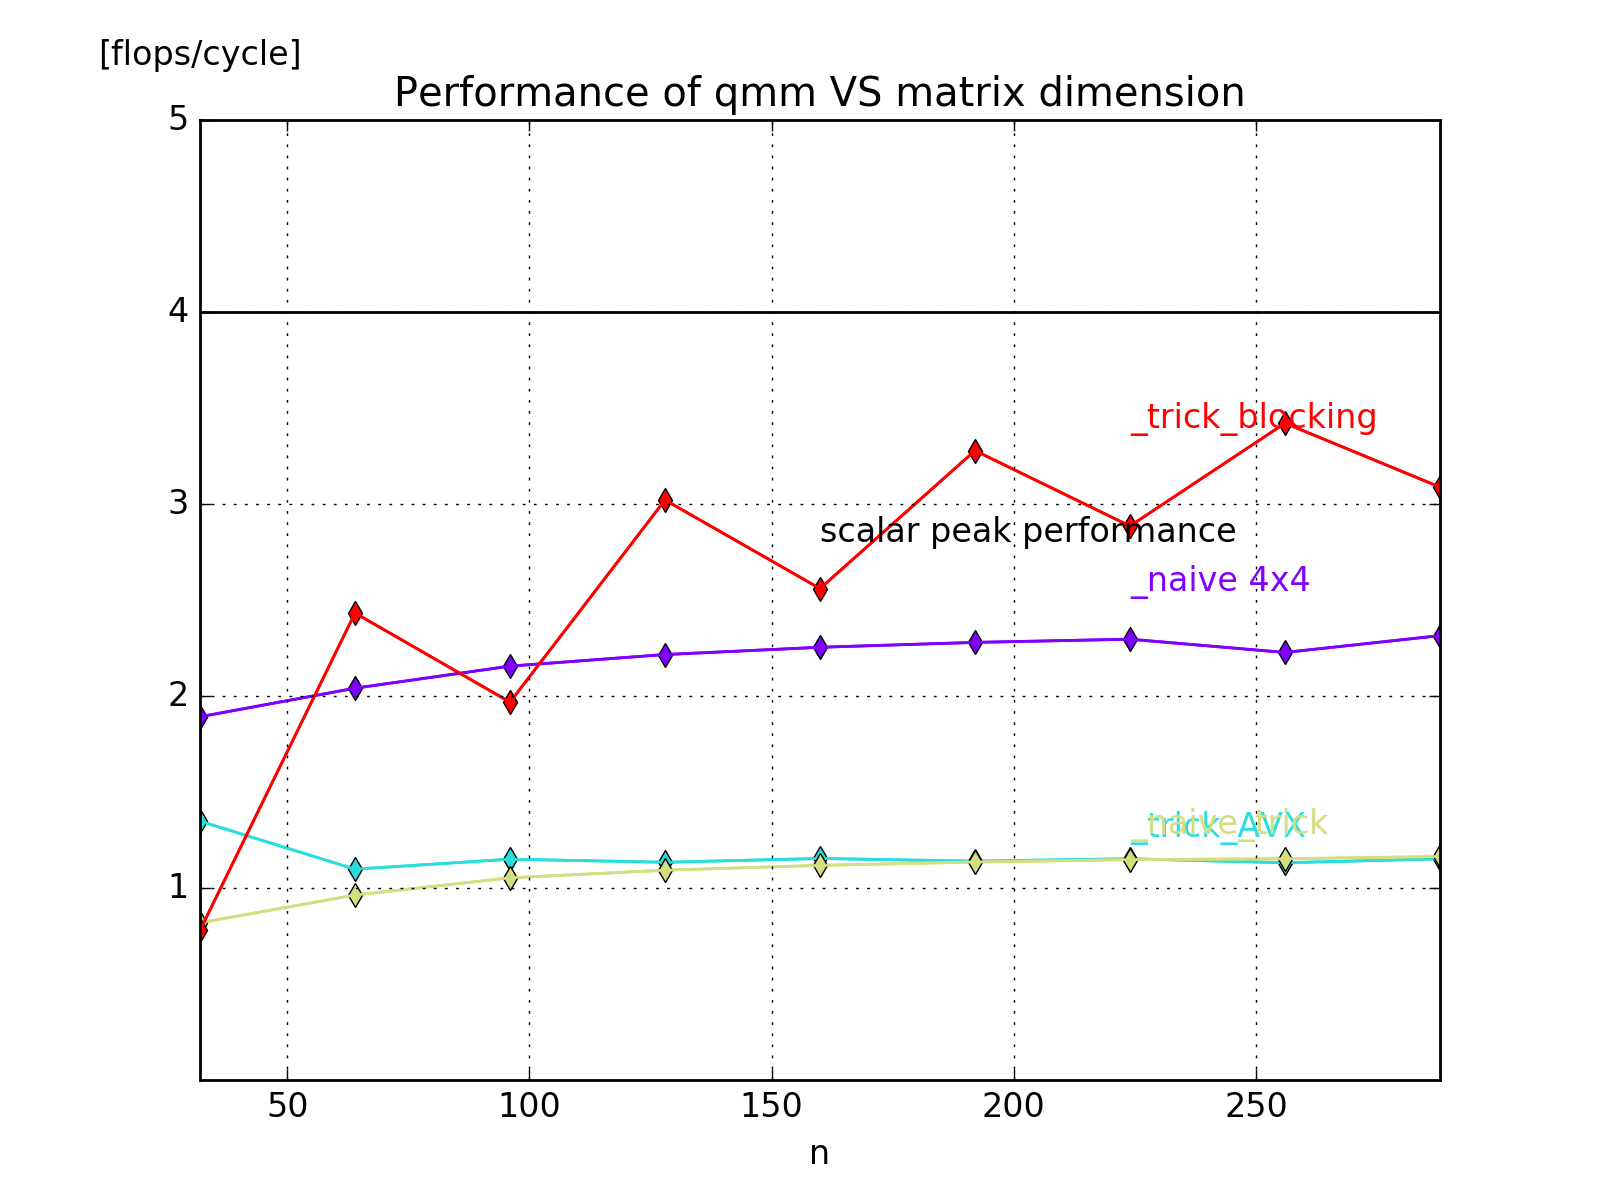 [flops/cycle]
Performance of qmm VS matrix dimension
5
4
_trick_blocking
3
scalar peak performance
_naive 4x4
2
_naive_trick
_trick_AVX
1
50 100 150 200 250
n